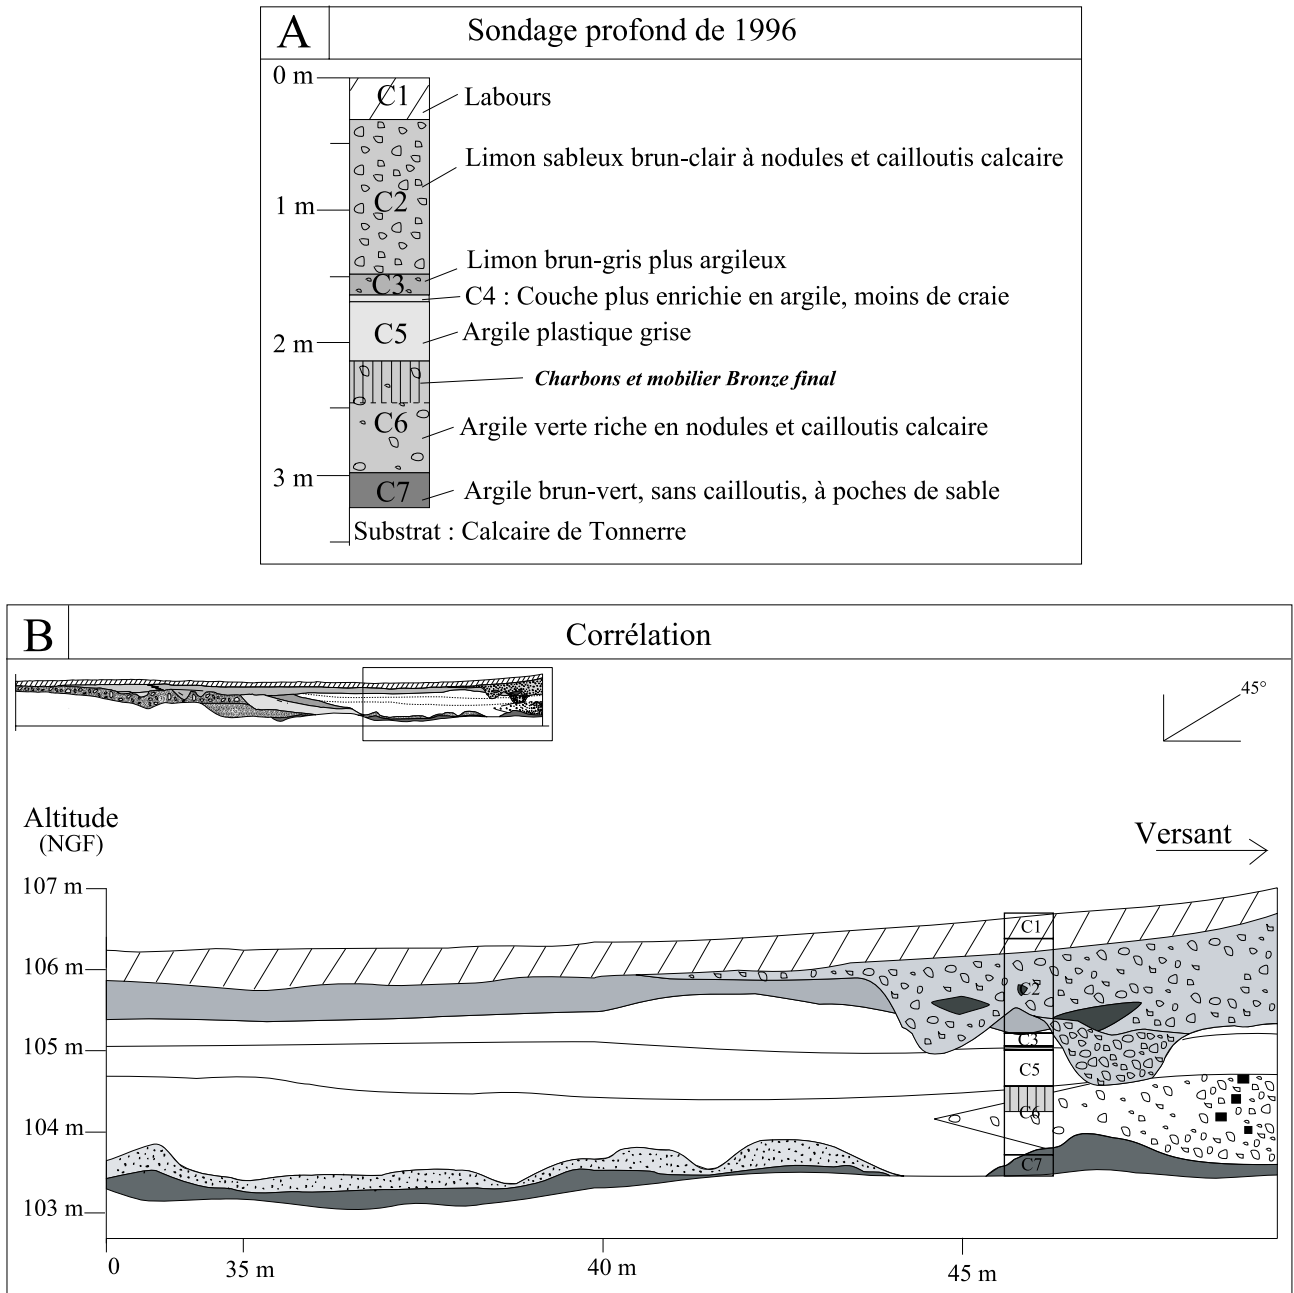 A
Sondage profond de 1996
0 m
C1
Labours
Limon sableux brun-clair à nodules et cailloutis calcaire
C2
1 m
Limon brun-gris plus argileux
C3
C4 : Couche plus enrichie en argile, moins de craie
C5
Argile plastique grise
2 m
Charbons et mobilier Bronze final
C6
Argile verte riche en nodules et cailloutis calcaire
3 m
C7
Argile brun-vert, sans cailloutis, à poches de sable
Substrat : Calcaire de Tonnerre
B
Corrélation
45°
Altitude
(NGF)
Versant
107 m
C1
106 m
C2
105 m
C3
C5
C6
104 m
C7
103 m
0
35 m
40 m
45 m